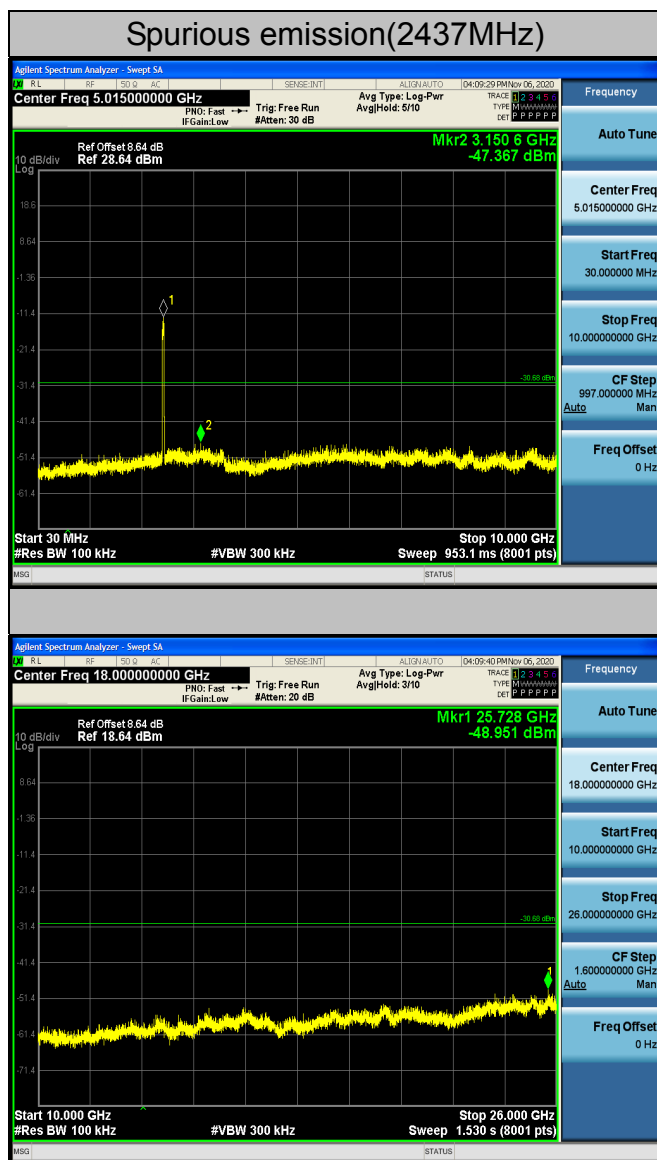 Spurious emission(2437MHz)
Agilent Spectrum Analyzer - Swept SA
RL RF 50 Ω AC SENSE:INT ALIGN AUTO 04:09:29 PM Nov 06, 2020
Center Freq 5.015000000 GHz
PNO: Fast
IFGain:Low
Trig: Free Run
#Atten: 30 dB
Avg Type: Log-Pwr
Avg|Hold: 5/10
TRACE 1 2 3 4 5 6
TYPE M
DET P P P P P P
Mkr2 3.150 6 GHz
-47.367 dBm
Ref Offset 8.64 dB
Ref 28.64 dBm
10 dB/div
Log
18.6
8.64
-1.36
-11.4
-21.4
-31.4
-41.4
-51.4
-61.4
1
2
-30.68 dBm
Start 30 MHz
Stop 10.000 GHz
#Res BW 100 kHz
#VBW 300 kHz
Sweep 953.1 ms (8001 pts)
MSG
STATUS
Frequency
Auto Tune
Center Freq
5.015000000 GHz
Start Freq
30.000000 MHz
Stop Freq
10.000000000 GHz
CF Step
997.000000 MHz
Auto Man
Freq Offset
0 Hz
Agilent Spectrum Analyzer - Swept SA
RL RF 50 Ω AC SENSE:INT ALIGN AUTO 04:09:40 PM Nov 06, 2020
Center Freq 18.000000000 GHz
PNO: Fast
IFGain:Low
Trig: Free Run
#Atten: 20 dB
Avg Type: Log-Pwr
Avg|Hold: 3/10
TRACE 1 2 3 4 5 6
TYPE M
DET P P P P P P
Mkr1 25.728 GHz
-48.951 dBm
Ref Offset 8.64 dB
Ref 18.64 dBm
10 dB/div
Log
8.64
-1.36
-11.4
-21.4
-31.4
-41.4
-51.4
-61.4
-71.4
-30.68 dBm
1
Start 10.000 GHz
Stop 26.000 GHz
#Res BW 100 kHz
#VBW 300 kHz
Sweep 1.530 s (8001 pts)
MSG
STATUS
Frequency
Auto Tune
Center Freq
18.000000000 GHz
Start Freq
10.000000000 GHz
Stop Freq
26.000000000 GHz
CF Step
1.600000000 GHz
Auto Man
Freq Offset
0 Hz